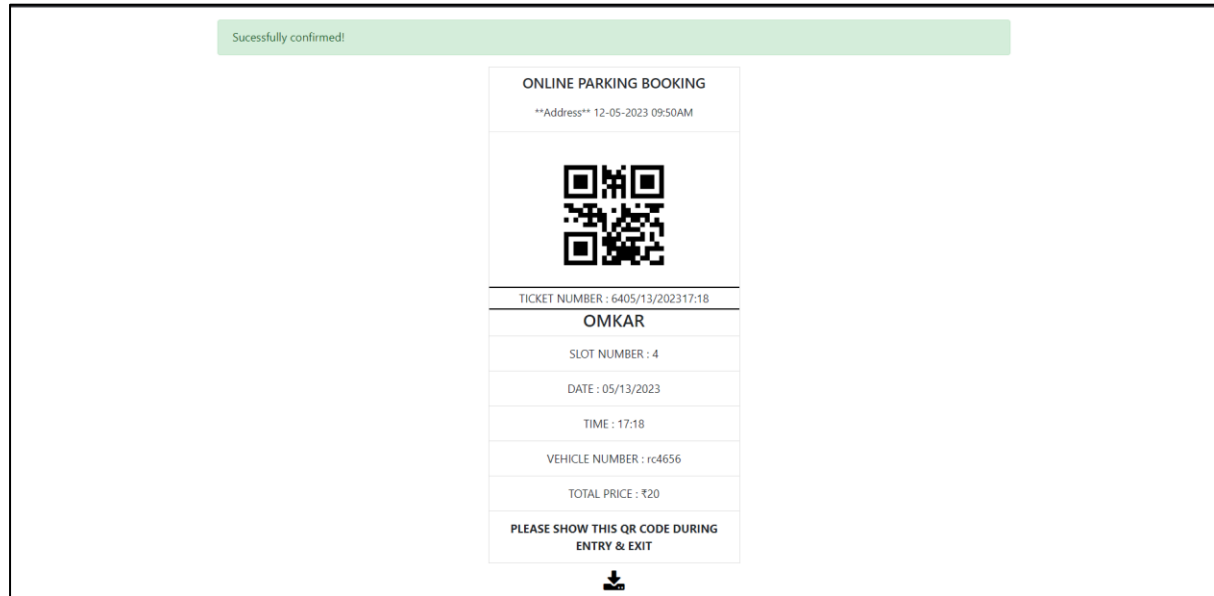 Sucessfully confirmed!
ONLINE PARKING BOOKING
**Address** 12-05-2023 09:50AM
TICKET NUMBER : 6405/13/202317:18
OMKAR
SLOT NUMBER : 4
DATE : 05/13/2023
TIME : 17:18
VEHICLE NUMBER : rc4656
TOTAL PRICE : ₹20
PLEASE SHOW THIS QR CODE DURING
ENTRY & EXIT